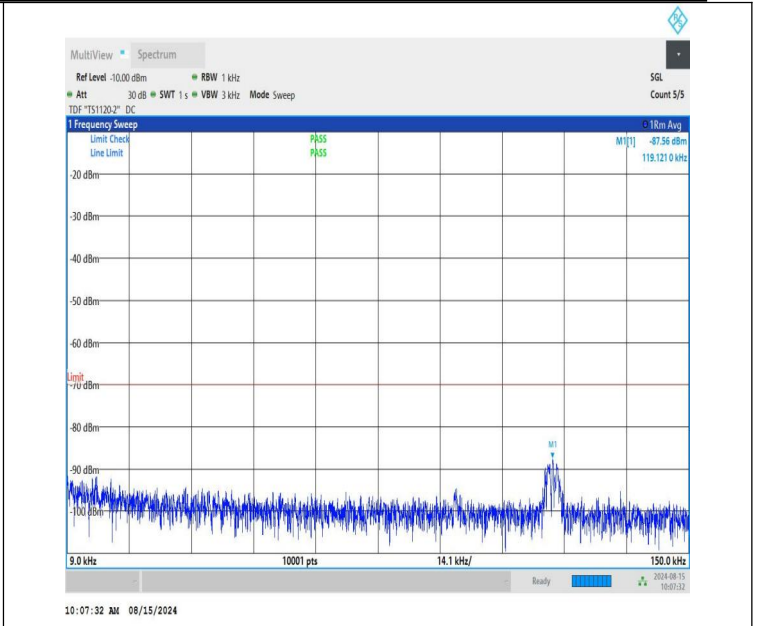 MultiView Spectrum
Ref Level -10.00 dBm RBW 1 kHz SGL
Att 30 dB SWT 1 s VBW 3 kHz Mode Sweep Count 5/5
TDF "TS1120-2" DC
1 Frequency Sweep 1Rm Avg
Limit Check PASS M1[1] -87.56 dBm
Line Limit PASS 119.121 0 kHz
-20 dBm
-30 dBm
-40 dBm
-50 dBm
-60 dBm
Limit
-70 dBm
-80 dBm
M1
-90 dBm
-100 dBm
9.0 kHz 10001 pts 14.1 kHz/ 150.0 kHz
Ready 2024-08-15
10:07:32
10:07:32 AM 08/15/2024